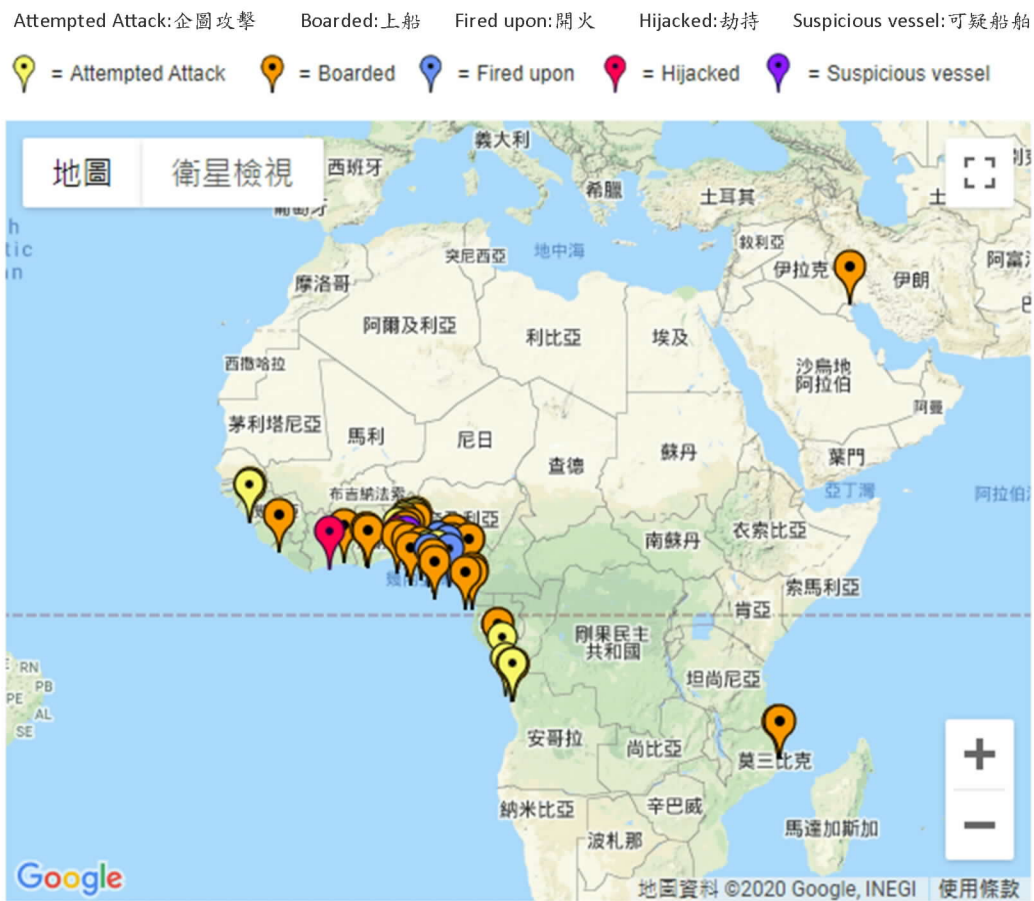 Attempted Attack:企圖攻擊 Boarded:上船 Fired upon:開火 Hijacked:劫持 Suspicious vessel:可疑船舶
= Attempted Attack = Boarded = Fired upon = Hijacked = Suspicious vessel
地圖 衛星檢視
義大利
西班牙
希臘
土耳其
葡萄牙
地中海
突尼西亞
敘利亞
伊拉克
伊朗
摩洛哥
阿爾及利亞
利比亞
埃及
沙烏地
阿拉伯
西撒哈拉
阿曼
茅利塔尼亞
馬利
尼日
查德
蘇丹
葉門
亞丁灣
布吉納法索
南蘇丹
衣索比亞
索馬利亞
肯亞
剛果民主
共和國
RN
PB
PE
AL
SE
坦尚尼亞
安哥拉
尚比亞
莫三比克
納米比亞
辛巴威
波札那
馬達加斯加
+
−
Google
地圖資料 ©2020 Google, INEGI 使用條款